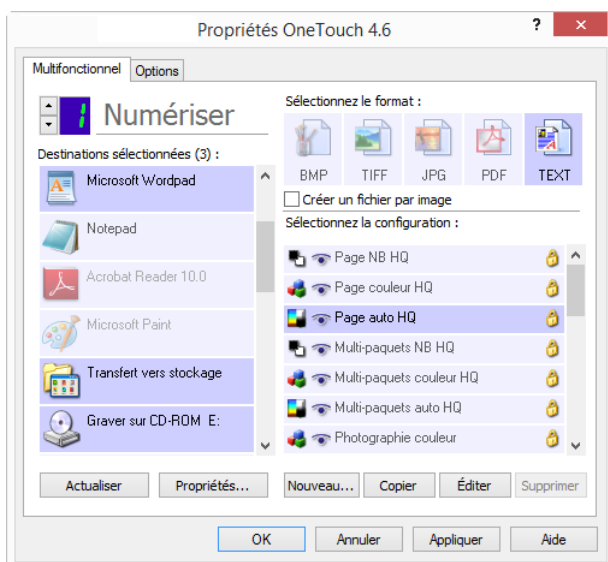 Propriétés OneTouch 4.6
Multifonctionnel Options
1 Numériser
Destinations sélectionnées (3) :
Microsoft Wordpad
Notepad
Acrobat Reader 10.0
Microsoft Paint
Transfert vers stockage
Graver sur CD-ROM E:
Actualiser Propriétés...
Sélectionnez le format :
BMP TIFF JPG PDF TEXT
Créer un fichier par image
Sélectionnez la configuration :
Page NB HQ
Page couleur HQ
Page auto HQ
Multi-paquets NB HQ
Multi-paquets couleur HQ
Multi-paquets auto HQ
Photographie couleur
Nouveau... Copier Éditer Supprimer
OK Annuler Appliquer Aide